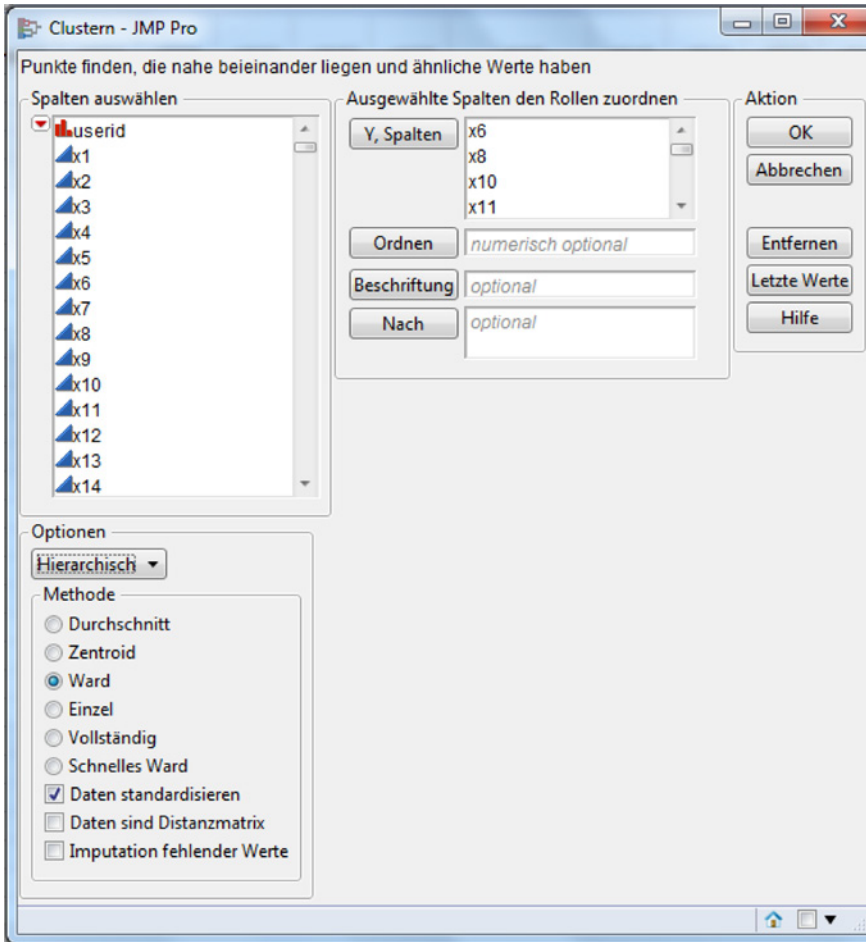 Clustern - JMP Pro
Punkte finden, die nahe beieinander liegen und ähnliche Werte haben
Spalten auswählen
userid
x1
x2
x3
x4
x5
x6
x7
x8
x9
x10
x11
x12
x13
x14
Ausgewählte Spalten den Rollen zuordnen
Y, Spalten
x6
x8
x10
x11
Ordnen
numerisch optional
Beschriftung
optional
Nach
optional
Aktion
OK
Abbrechen
Entfernen
Letzte Werte
Hilfe
Optionen
Hierarchisch
Methode
Durchschnitt
Zentroid
Ward
Einzel
Vollständig
Schnelles Ward
Daten standardisieren
Daten sind Distanzmatrix
Imputation fehlender Werte